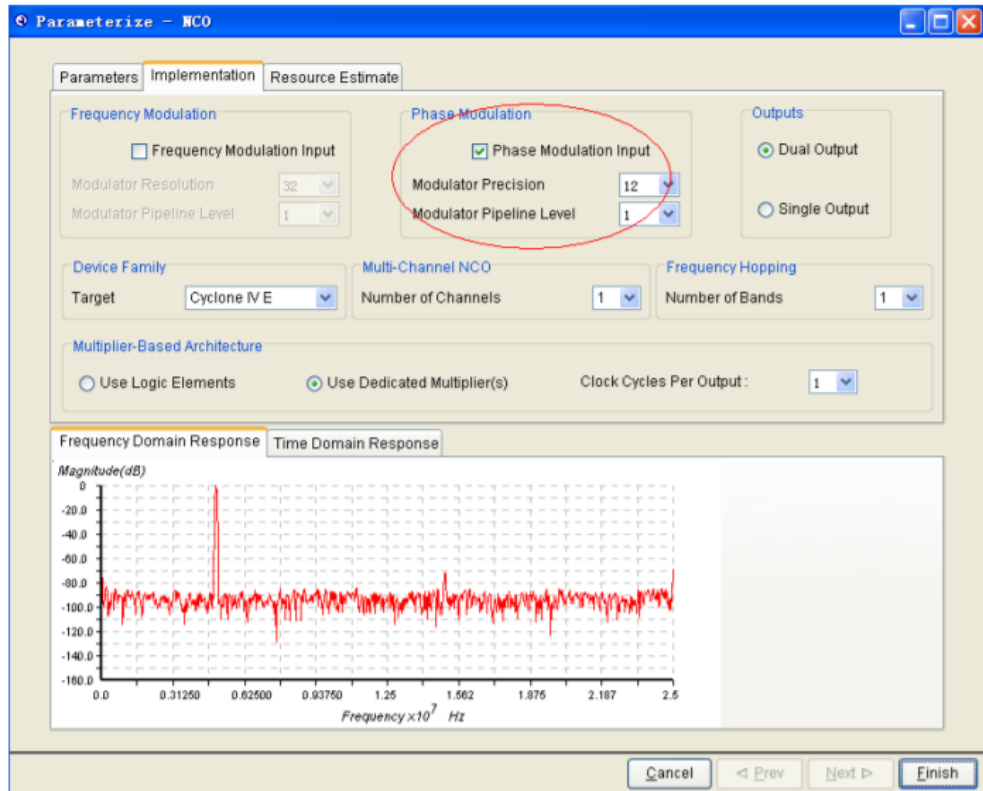 Parameterize - NCO
Parameters Implementation Resource Estimate
Frequency Modulation
Frequency Modulation Input
Modulator Resolution 32
Modulator Pipeline Level 1
Phase Modulation
Phase Modulation Input
Modulator Precision 12
Modulator Pipeline Level 1
Outputs
Dual Output
Single Output
Device Family
Target Cyclone IV E
Multi-Channel NCO
Number of Channels 1
Frequency Hopping
Number of Bands 1
Multiplier-Based Architecture
Use Logic Elements Use Dedicated Multiplier(s) Clock Cycles Per Output : 1
Frequency Domain Response Time Domain Response
Magnitude(dB)
0
-20.0
-40.0
-60.0
-80.0
-100.0
-120.0
-140.0
-160.0
0.0 0.31250 0.62500 0.93750 1.25 1.562 1.875 2.187 2.5
Frequency ×10^7 Hz
Cancel Prev Next Finish